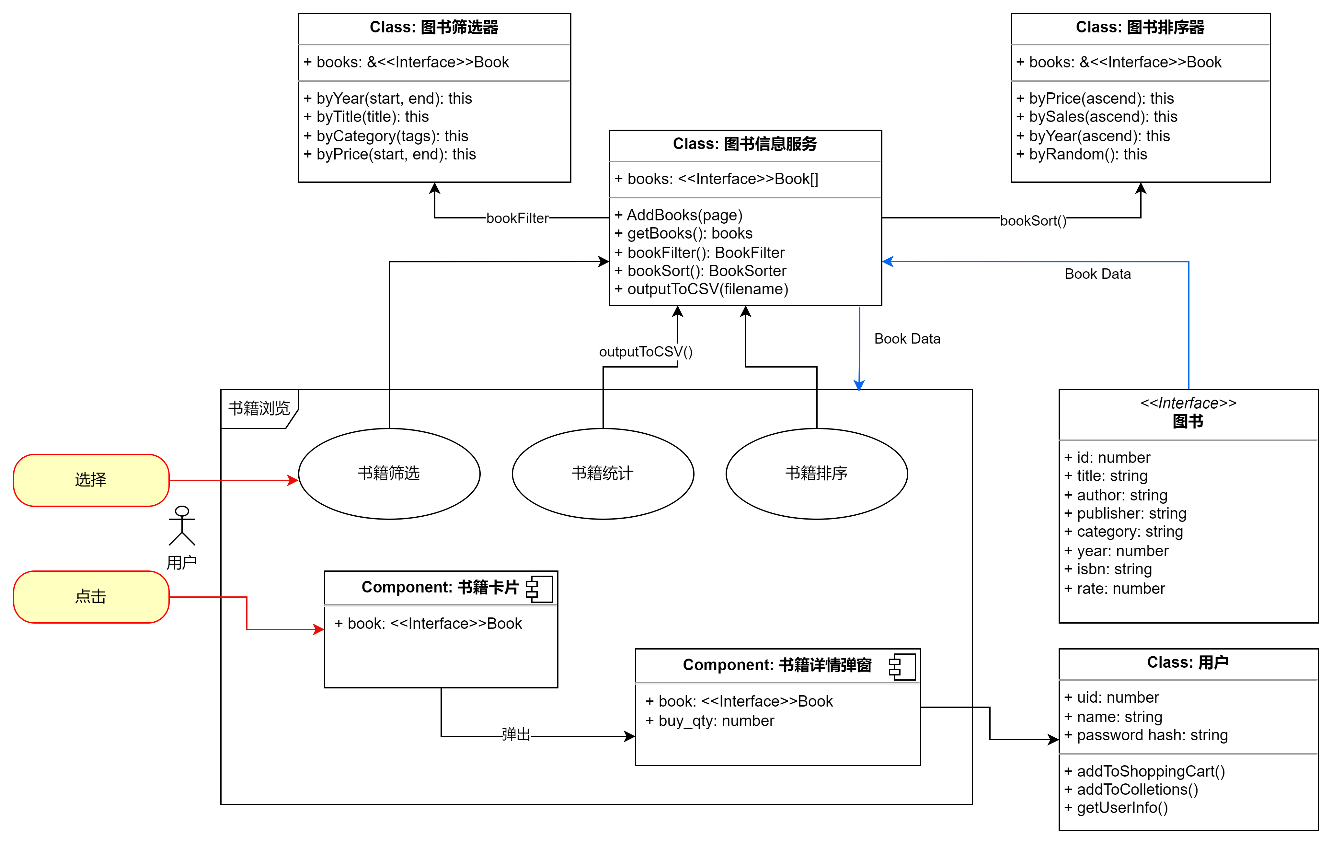 Class: 图书筛选器
+ books: &<<Interface>>Book
+ byYear(start, end): this
+ byTitle(title): this
+ byCategory(tags): this
+ byPrice(start, end): this
Class: 图书排序器
+ books: &<<Interface>>Book
+ byPrice(ascend): this
+ bySales(ascend): this
+ byYear(ascend): this
+ byRandom(): this
Class: 图书信息服务
+ books: <<Interface>>Book[]
+ AddBooks(page)
+ getBooks(): books
+ bookFilter(): BookFilter
+ bookSort(): BookSorter
+ outputToCSV(filename)
bookFilter
bookSort()
Book Data
outputToCSV()
Book Data
书籍浏览
书籍筛选
书籍统计
书籍排序
选择
用户
点击
Component: 书籍卡片
+ book: <<Interface>>Book
弹出
Component: 书籍详情弹窗
+ book: <<Interface>>Book
+ buy_qty: number
<<Interface>>
图书
+ id: number
+ title: string
+ author: string
+ publisher: string
+ category: string
+ year: number
+ isbn: string
+ rate: number
Class: 用户
+ uid: number
+ name: string
+ password hash: string
+ addToShoppingCart()
+ addToColletions()
+ getUserInfo()